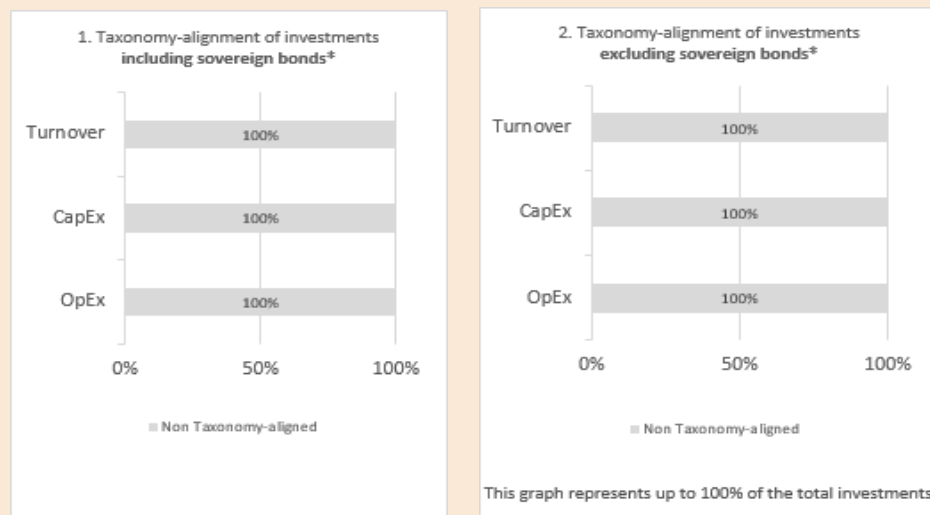 1. Taxonomy-alignment of investments
including sovereign bonds*
Turnover
100%
CapEx
100%
OpEx
100%
0%
50%
100%
Non Taxonomy-aligned
2. Taxonomy-alignment of investments
excluding sovereign bonds*
Turnover
100%
CapEx
100%
OpEx
100%
0%
50%
100%
Non Taxonomy-aligned
This graph represents up to 100% of the total investments